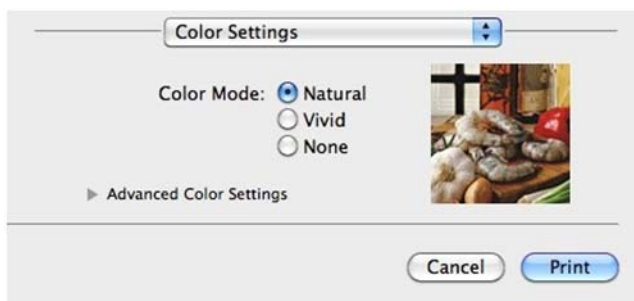 Color Settings
Color Mode: Natural
Vivid
None
Advanced Color Settings
Cancel Print